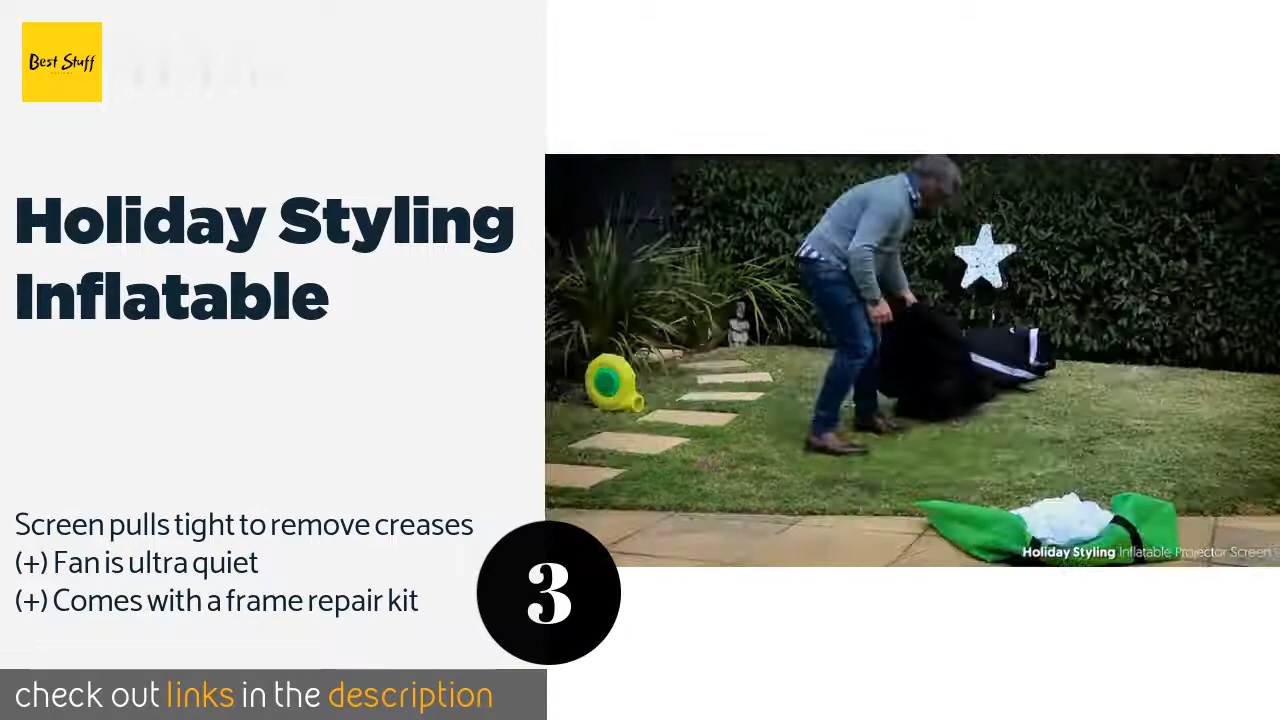 Best Stuff
Holiday Styling
Inflatable
Screen pulls tight to remove creases
(+) Fan is ultra quiet
(+) Comes with a frame repair kit
3
Holiday Styling Inflatable Projector Screen
check out links in the description